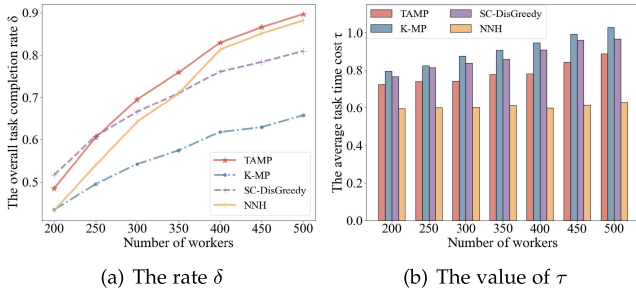 The overall task completion rate δ
0.9
0.8
0.7
0.6
0.5
TAMP
K-MP
SC-DisGreedy
NNH
200 250 300 350 400 450 500
Number of workers
(a) The rate δ
The average task time cost τ
1.0
0.8
0.6
0.4
0.2
0.0
TAMP SC-DisGreedy
K-MP NNH
200 250 300 350 400 450 500
Number of workers
(b) The value of τ